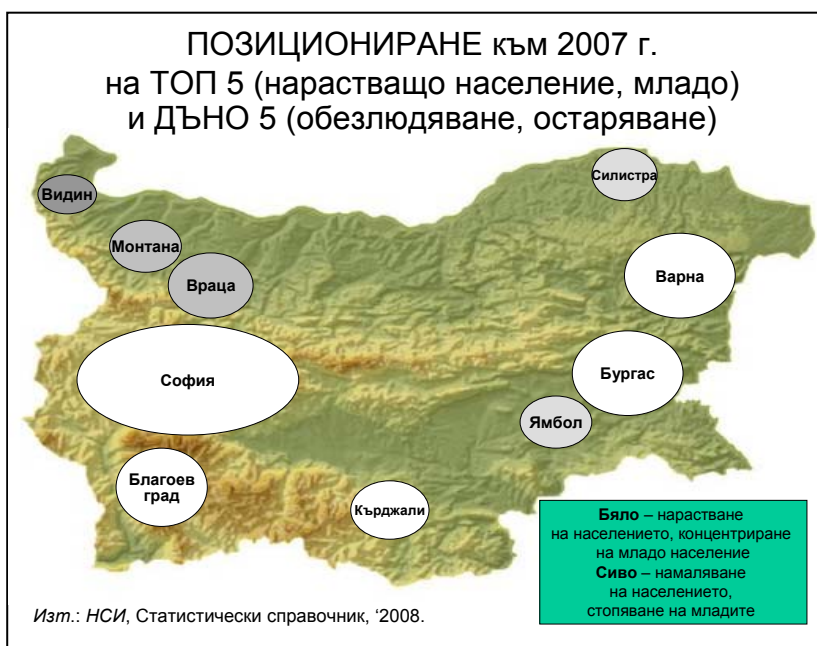 ПОЗИЦИОНИРАНЕ към 2007 г.
на ТОП 5 (нарастващо население, младо)
и ДЪНО 5 (обезлюдяване, остаряване)
Силистра
Видин
Монтана
Враца
Варна
София
Бургас
Ямбол
Благоев
град
Кърджали
Бяло – нарастване
на населението, концентриране
на младо население
Сиво – намаляване
на населението,
стопяване на младите
Изт.: НСИ, Статистически справочник, ‘2008.